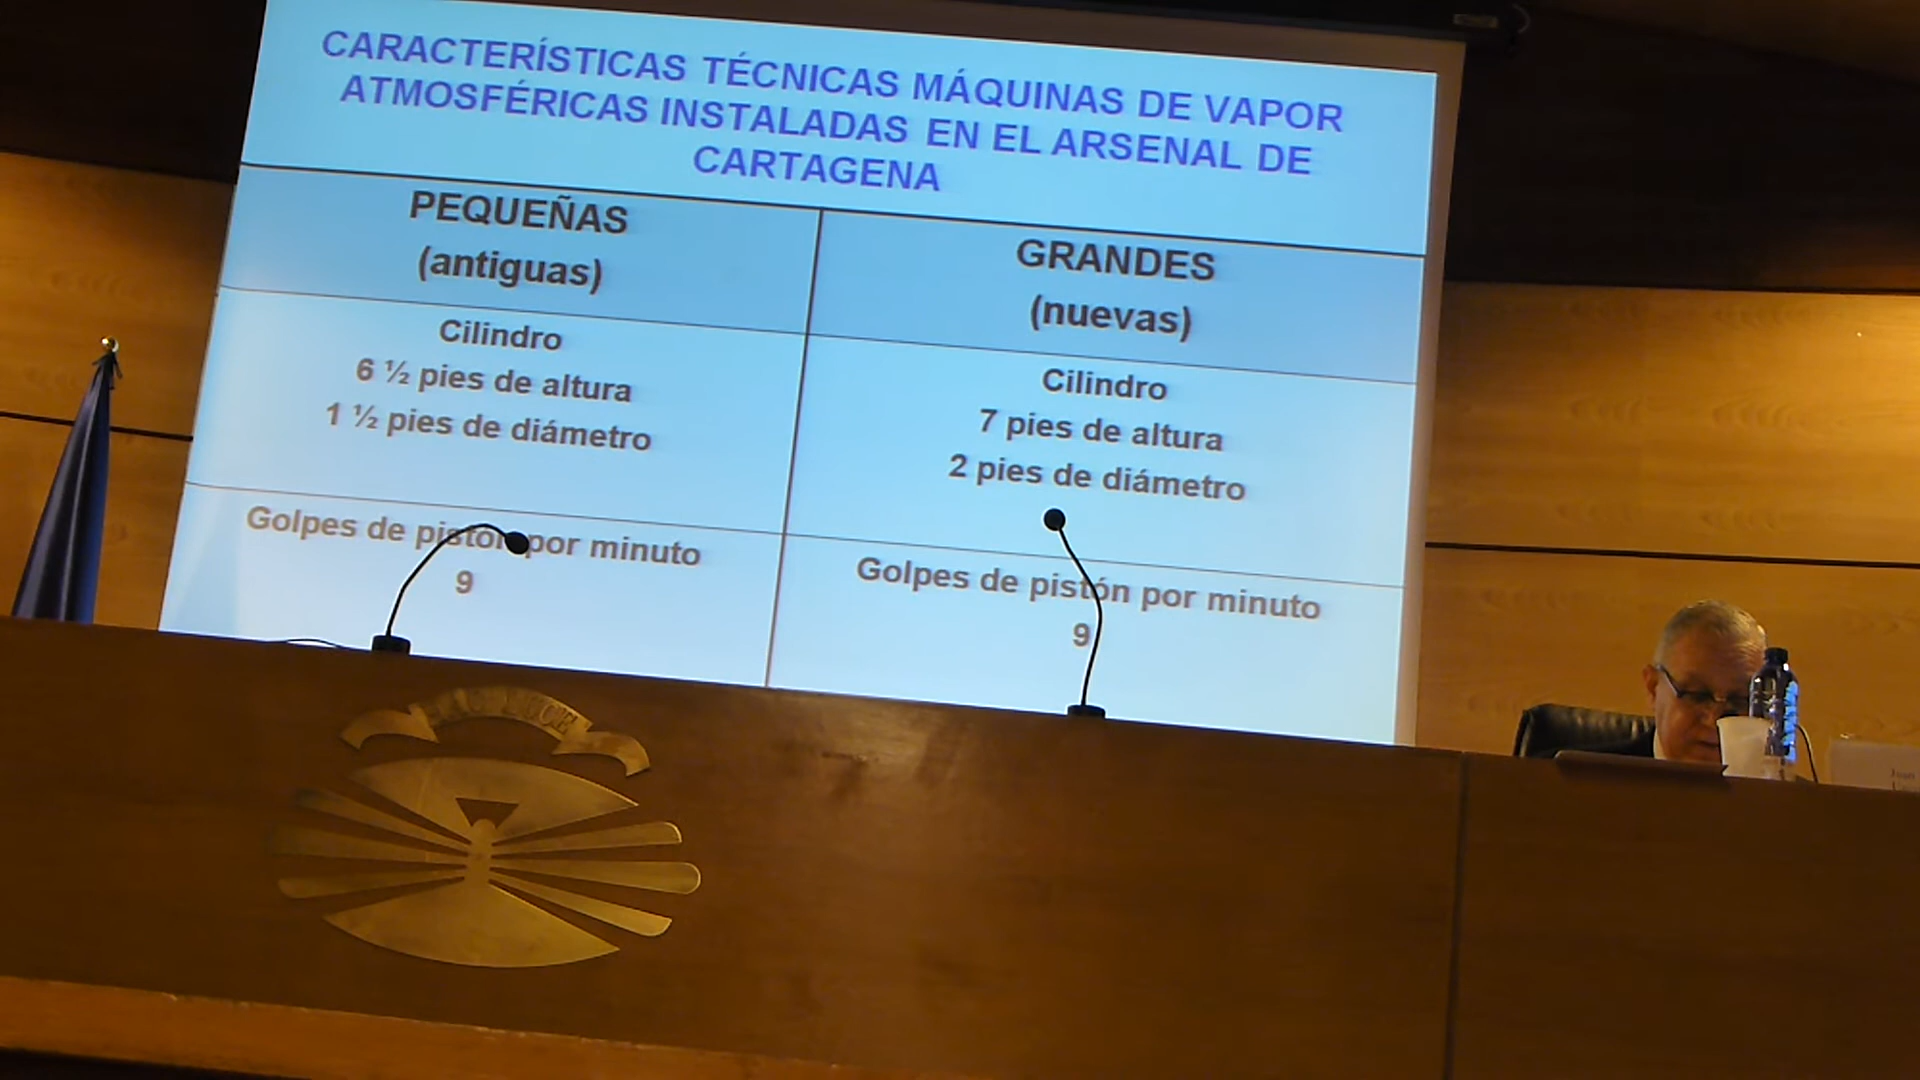 CARACTERÍSTICAS TÉCNICAS MÁQUINAS DE VAPOR
ATMOSFÉRICAS INSTALADAS EN EL ARSENAL DE
CARTAGENA
PEQUEÑAS
(antiguas)
GRANDES
(nuevas)
Cilindro
6 ½ pies de altura
1 ½ pies de diámetro
Cilindro
7 pies de altura
2 pies de diámetro
Golpes de pistón por minuto
9
Golpes de pistón por minuto
9
LUCE
Juan